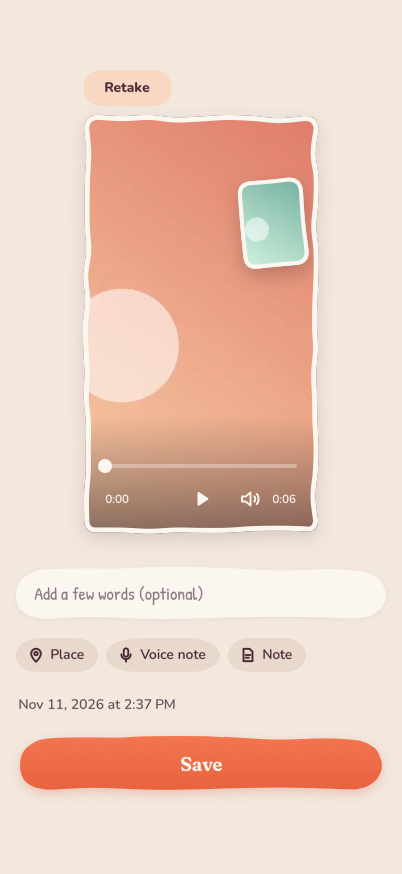 Retake
0:00
0:06
Add a few words (optional)
Place
Voice note
Note
Nov 11, 2026 at 2:37 PM
Save